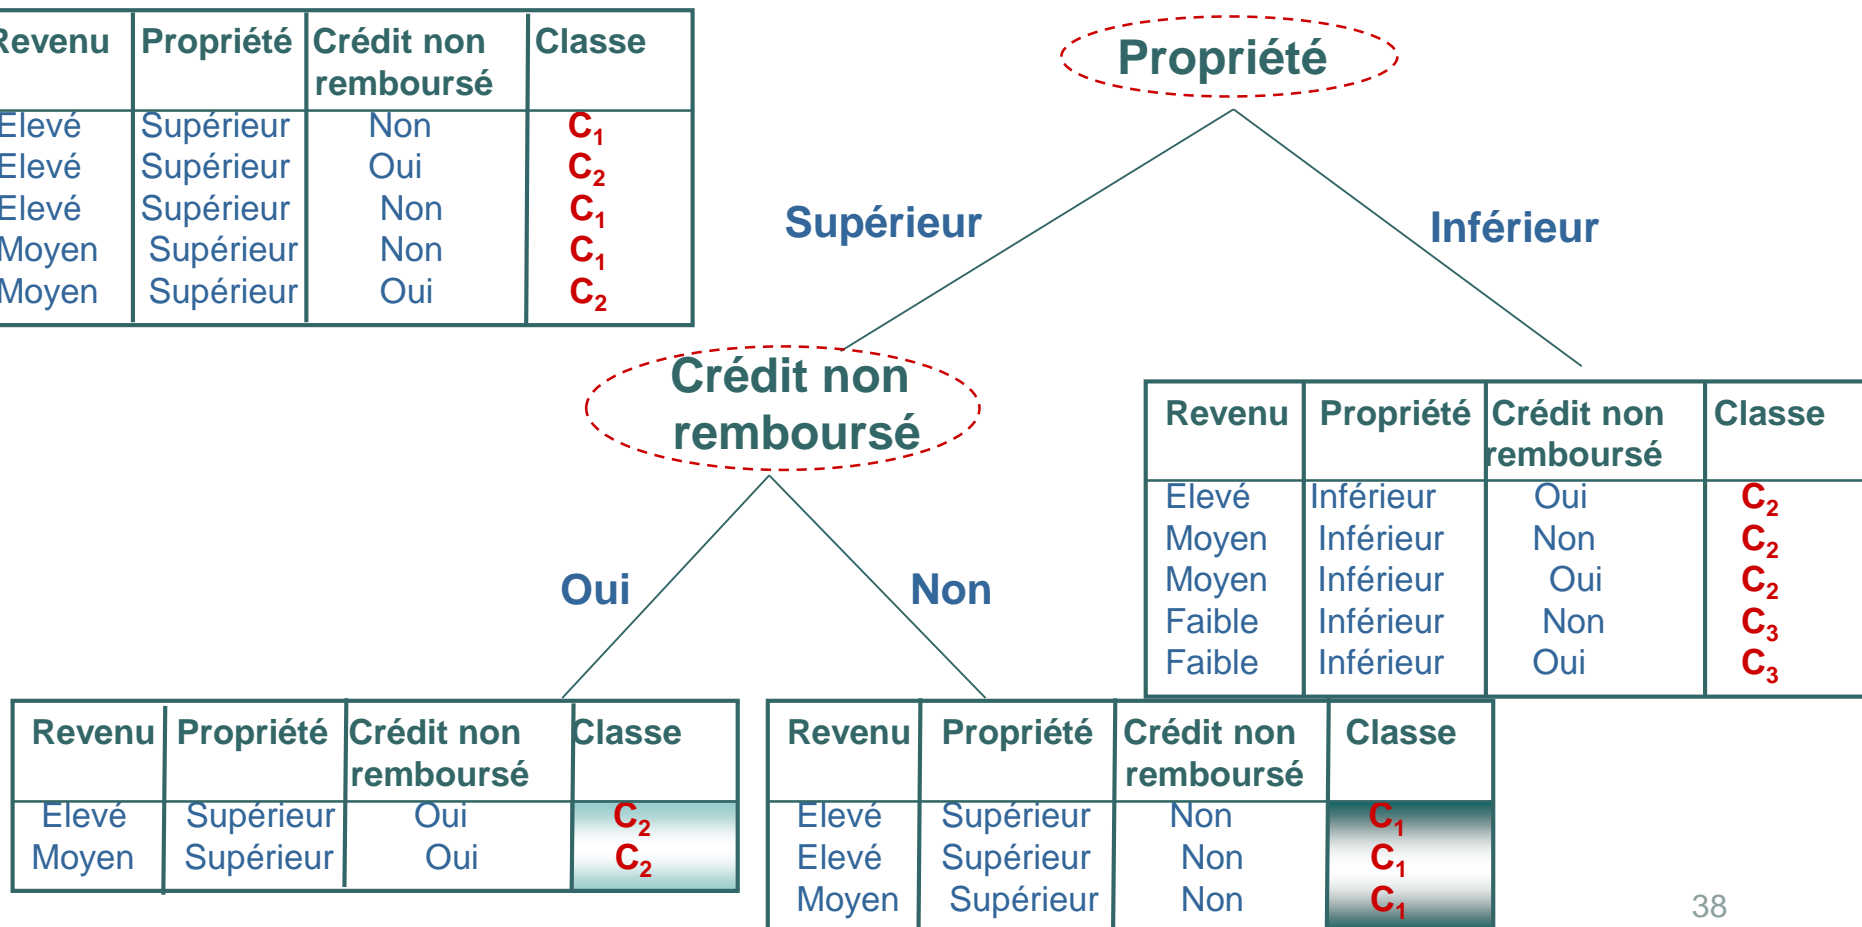 Revenu Propriété Crédit non remboursé Classe
Elevé Supérieur Non C₁
Elevé Supérieur Oui C₂
Elevé Supérieur Non C₁
Moyen Supérieur Non C₁
Moyen Supérieur Oui C₂
Propriété
Supérieur
Inférieur
Crédit non
remboursé
Oui
Non
Revenu Propriété Crédit non remboursé Classe
Elevé Inférieur Oui C₂
Moyen Inférieur Non C₂
Moyen Inférieur Oui C₂
Faible Inférieur Non C₃
Faible Inférieur Oui C₃
Revenu Propriété Crédit non remboursé Classe
Elevé Supérieur Oui C₂
Moyen Supérieur Oui C₂
Revenu Propriété Crédit non remboursé Classe
Elevé Supérieur Non C₁
Elevé Supérieur Non C₁
Moyen Supérieur Non C₁
38